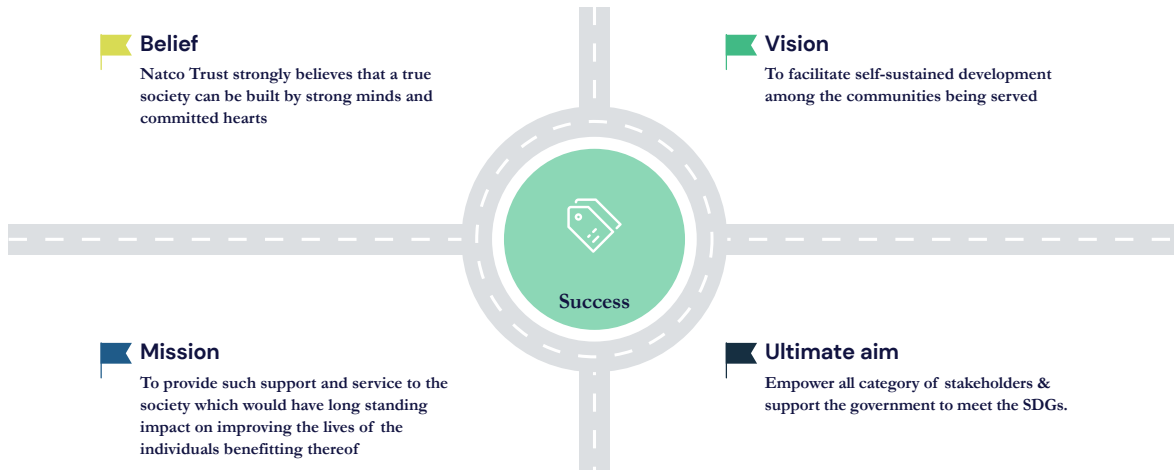 Belief
Natco Trust strongly believes that a true
society can be built by strong minds and
committed hearts
Vision
To facilitate self-sustained development
among the communities being served
Success
Mission
To provide such support and service to the
society which would have long standing
impact on improving the lives of the
individuals benefitting thereof
Ultimate aim
Empower all category of stakeholders &
support the government to meet the SDGs.